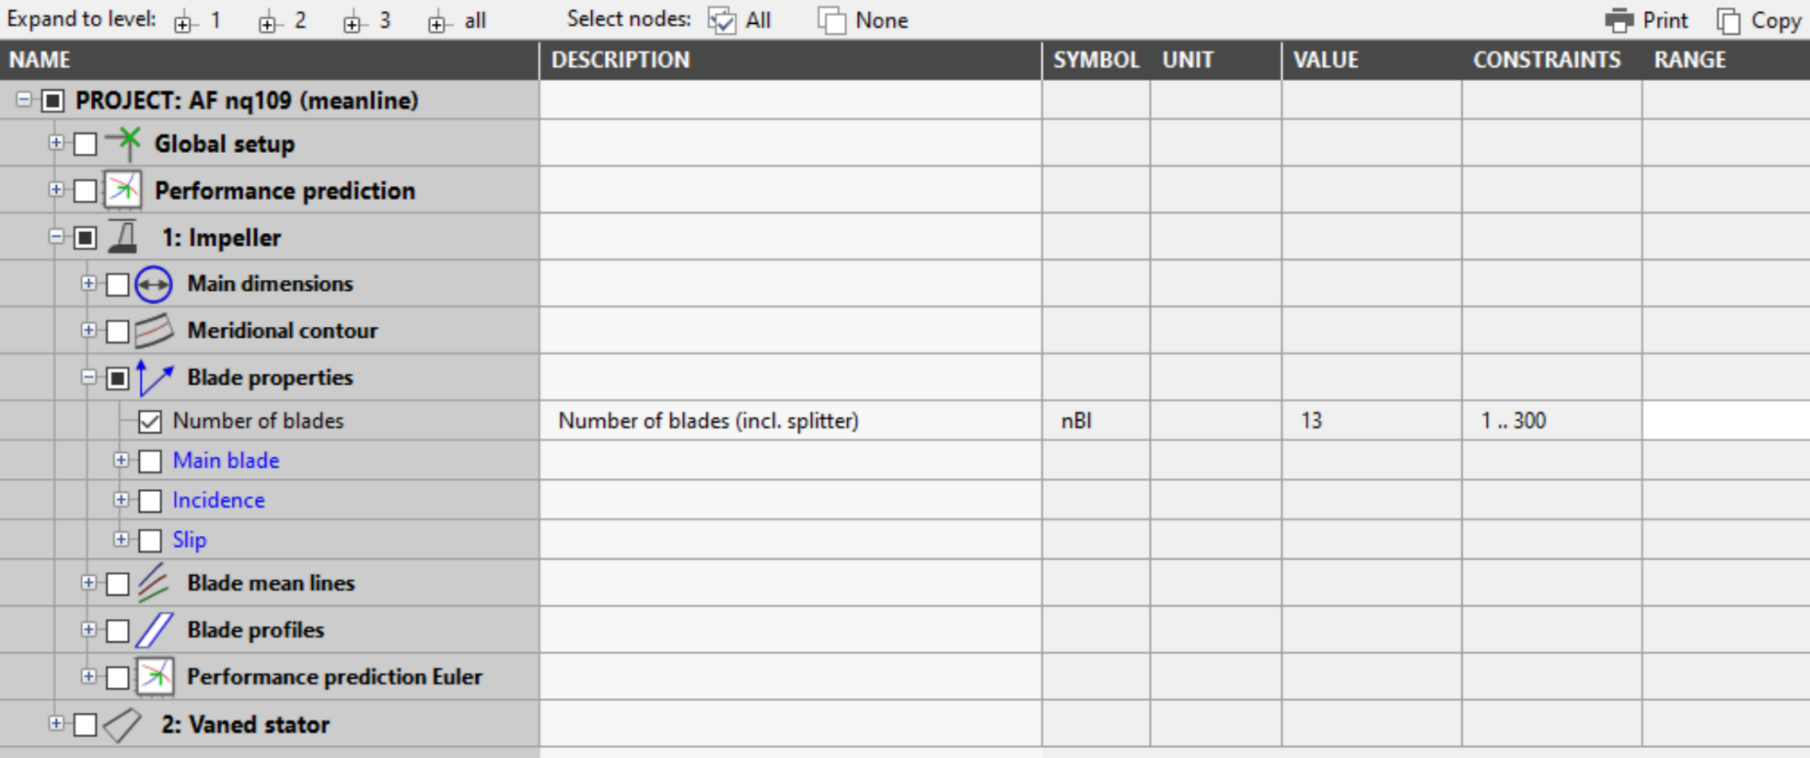 Expand to level: 1 2 3 all Select nodes: All None Print Copy
NAME DESCRIPTION SYMBOL UNIT VALUE CONSTRAINTS RANGE
PROJECT: AF nq109 (meanline)
Global setup
Performance prediction
1: Impeller
Main dimensions
Meridional contour
Blade properties
Number of blades Number of blades (incl. splitter) nBl 13 1 .. 300
Main blade
Incidence
Slip
Blade mean lines
Blade profiles
Performance prediction Euler
2: Vaned stator